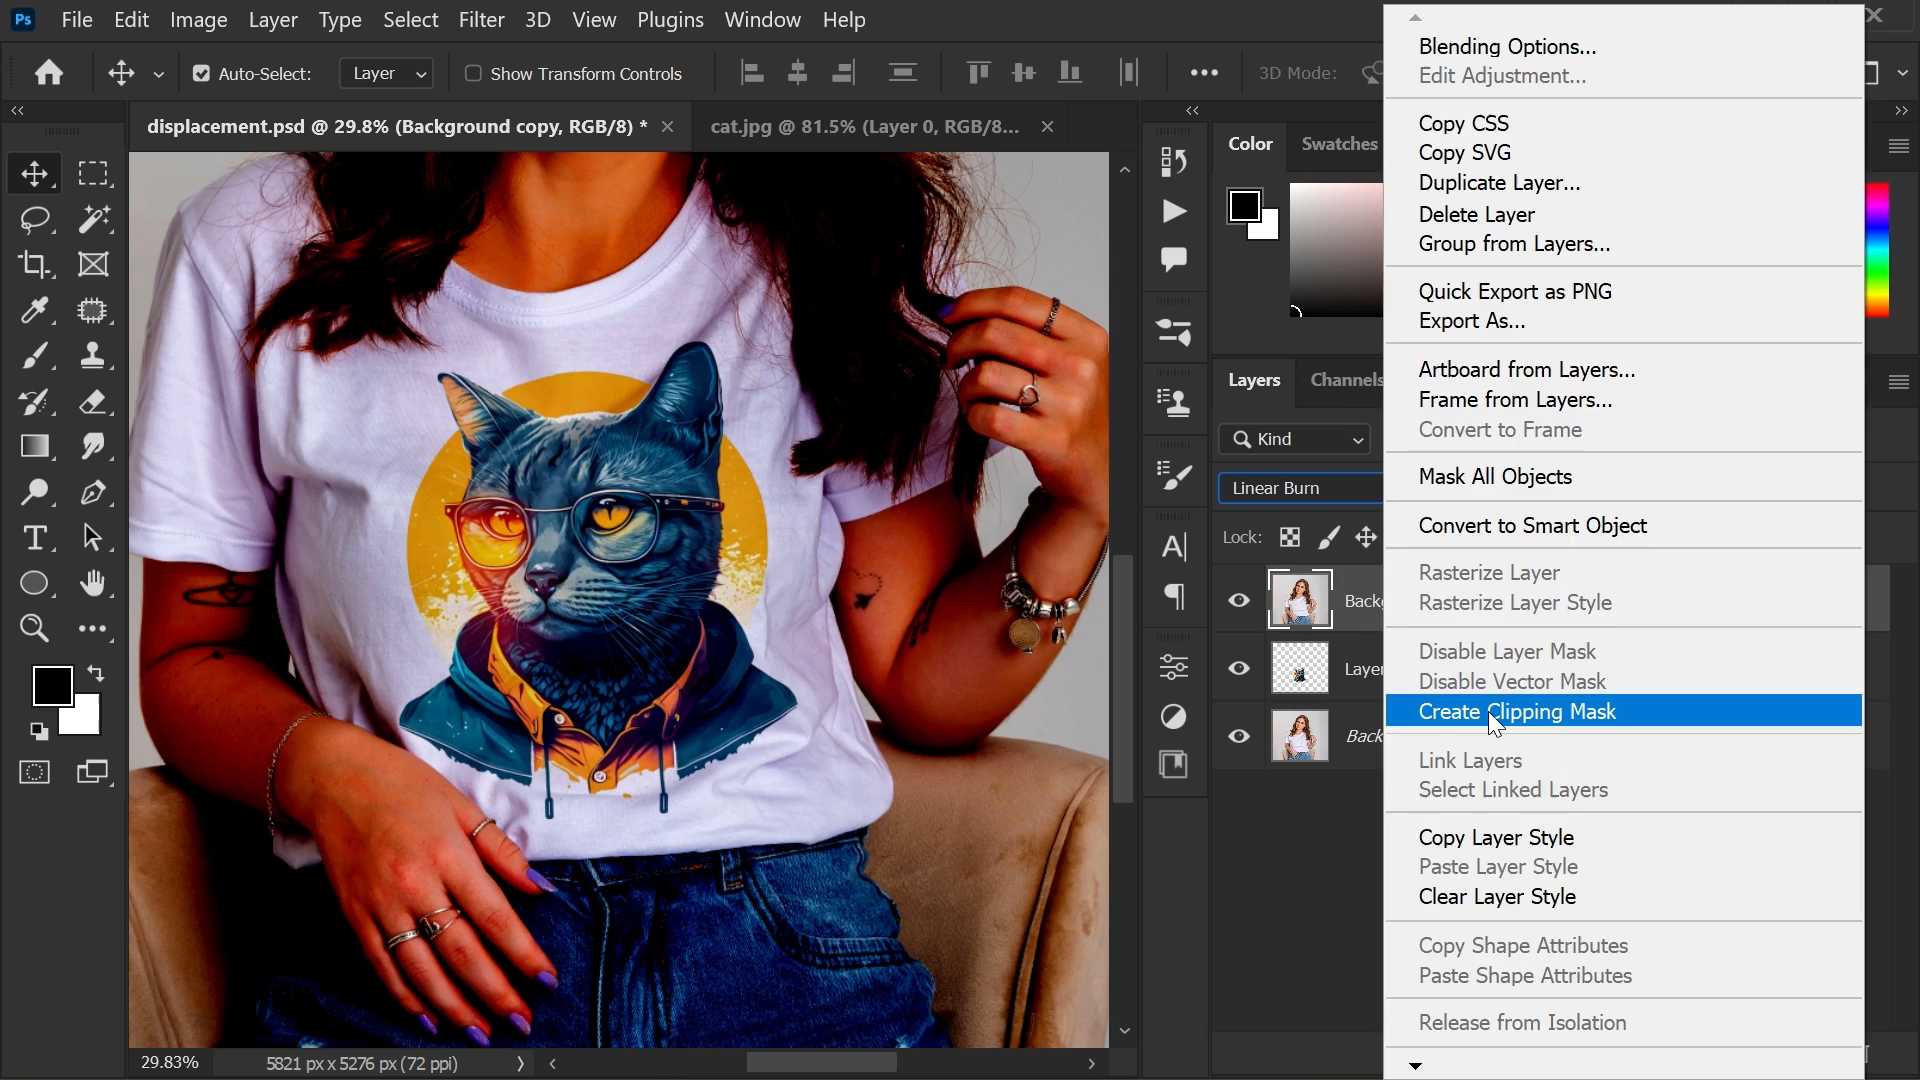 Ps File Edit Image Layer Type Select Filter 3D View Plugins Window Help
Auto-Select: Layer Show Transform Controls 3D Mode:
displacement.psd @ 29.8% (Background copy, RGB/8) * cat.jpg @ 81.5% (Layer 0, RGB/8...
Color Swatches
Layers Channels
Kind
Linear Burn
Lock:
29.83% 5821 px x 5276 px (72 ppi)
Blending Options...
Edit Adjustment...
Copy CSS
Copy SVG
Duplicate Layer...
Delete Layer
Group from Layers...
Quick Export as PNG
Export As...
Artboard from Layers...
Frame from Layers...
Convert to Frame
Mask All Objects
Convert to Smart Object
Rasterize Layer
Rasterize Layer Style
Disable Layer Mask
Disable Vector Mask
Create Clipping Mask
Link Layers
Select Linked Layers
Copy Layer Style
Paste Layer Style
Clear Layer Style
Copy Shape Attributes
Paste Shape Attributes
Release from Isolation